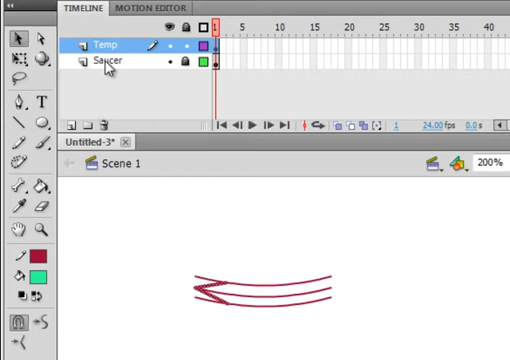 TIMELINE MOTION EDITOR
1 5 10 15 20 25 30 35 40
Temp
Saucer
1 24.00 fps 0.0 s
Untitled-3* x
Scene 1 200%
T